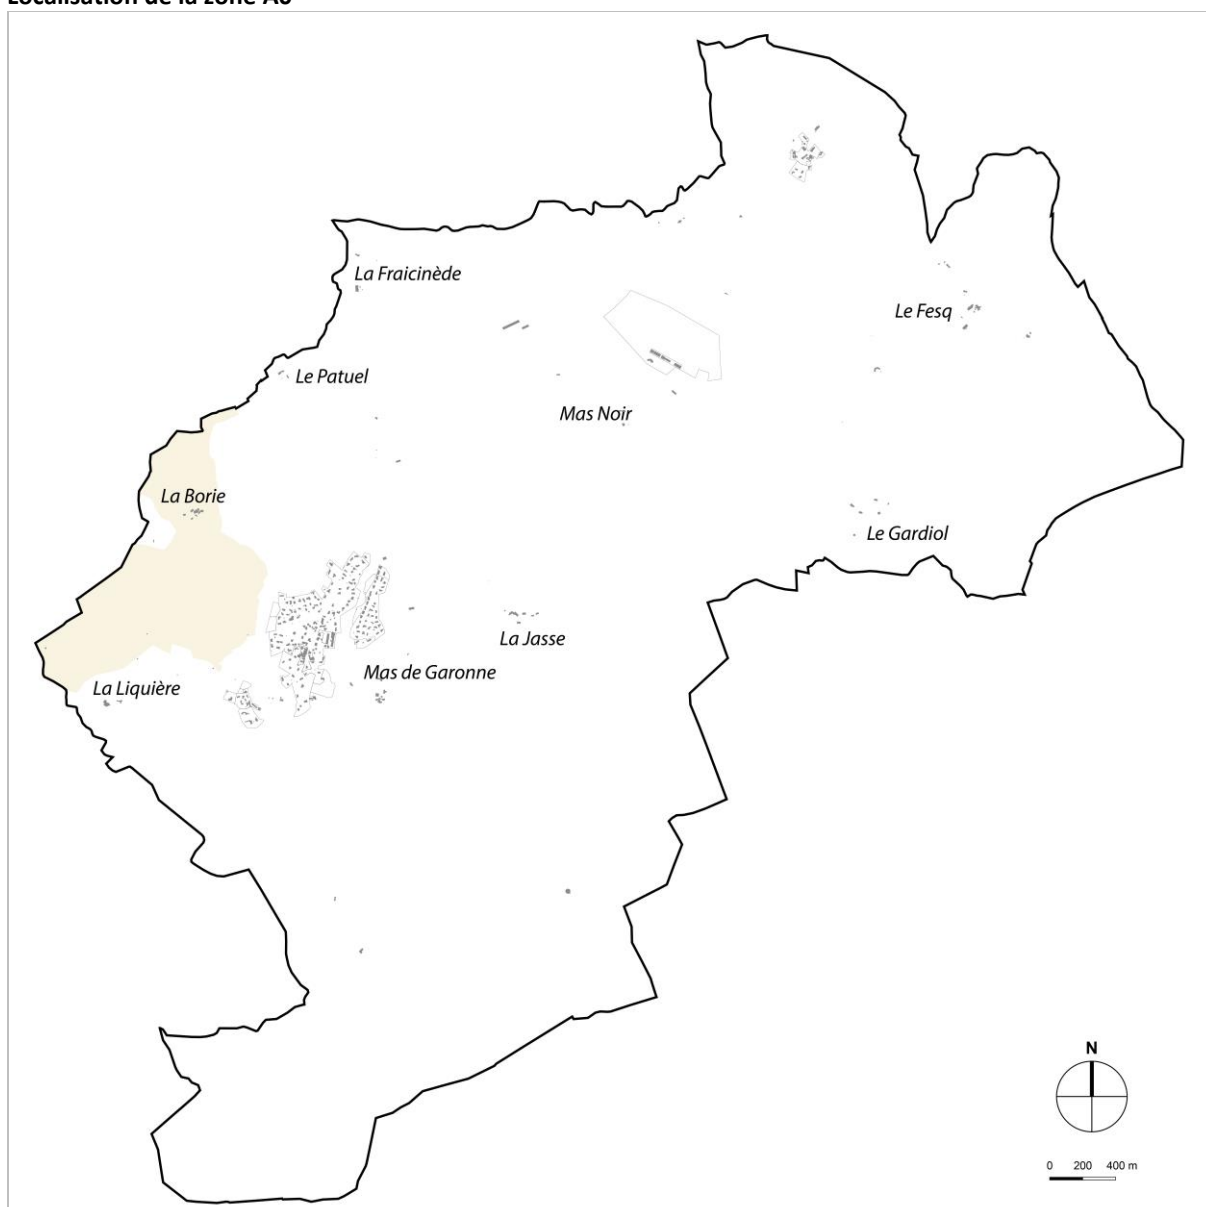 Localisation de la zone A0
La Fraicinède
Le Fesq
Le Patuel
Mas Noir
La Borie
Le Gardiol
La Jasse
Mas de Garonne
La Liquière
N
0 200 400 m